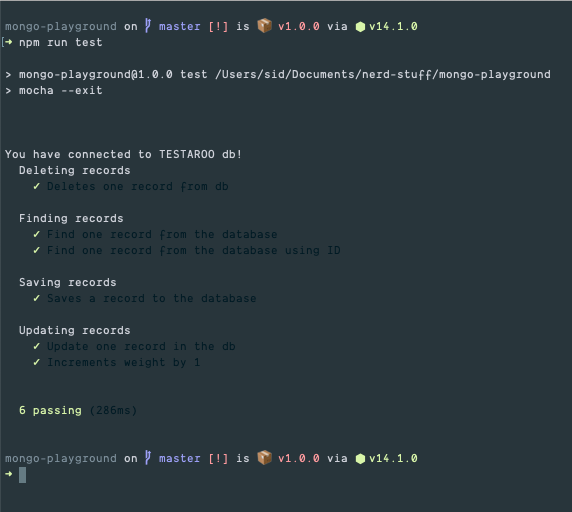 mongo-playground on master [!] is 📦 v1.0.0 via ⬢ v14.1.0
➜ npm run test
> mongo-playground@1.0.0 test /Users/sid/Documents/nerd-stuff/mongo-playground
> mocha --exit
You have connected to TESTAROO db!
Deleting records
✓ Deletes one record from db
Finding records
✓ Find one record from the database
✓ Find one record from the database using ID
Saving records
✓ Saves a record to the database
Updating records
✓ Update one record in the db
✓ Increments weight by 1
6 passing (286ms)
mongo-playground on master [!] is 📦 v1.0.0 via ⬢ v14.1.0
➜